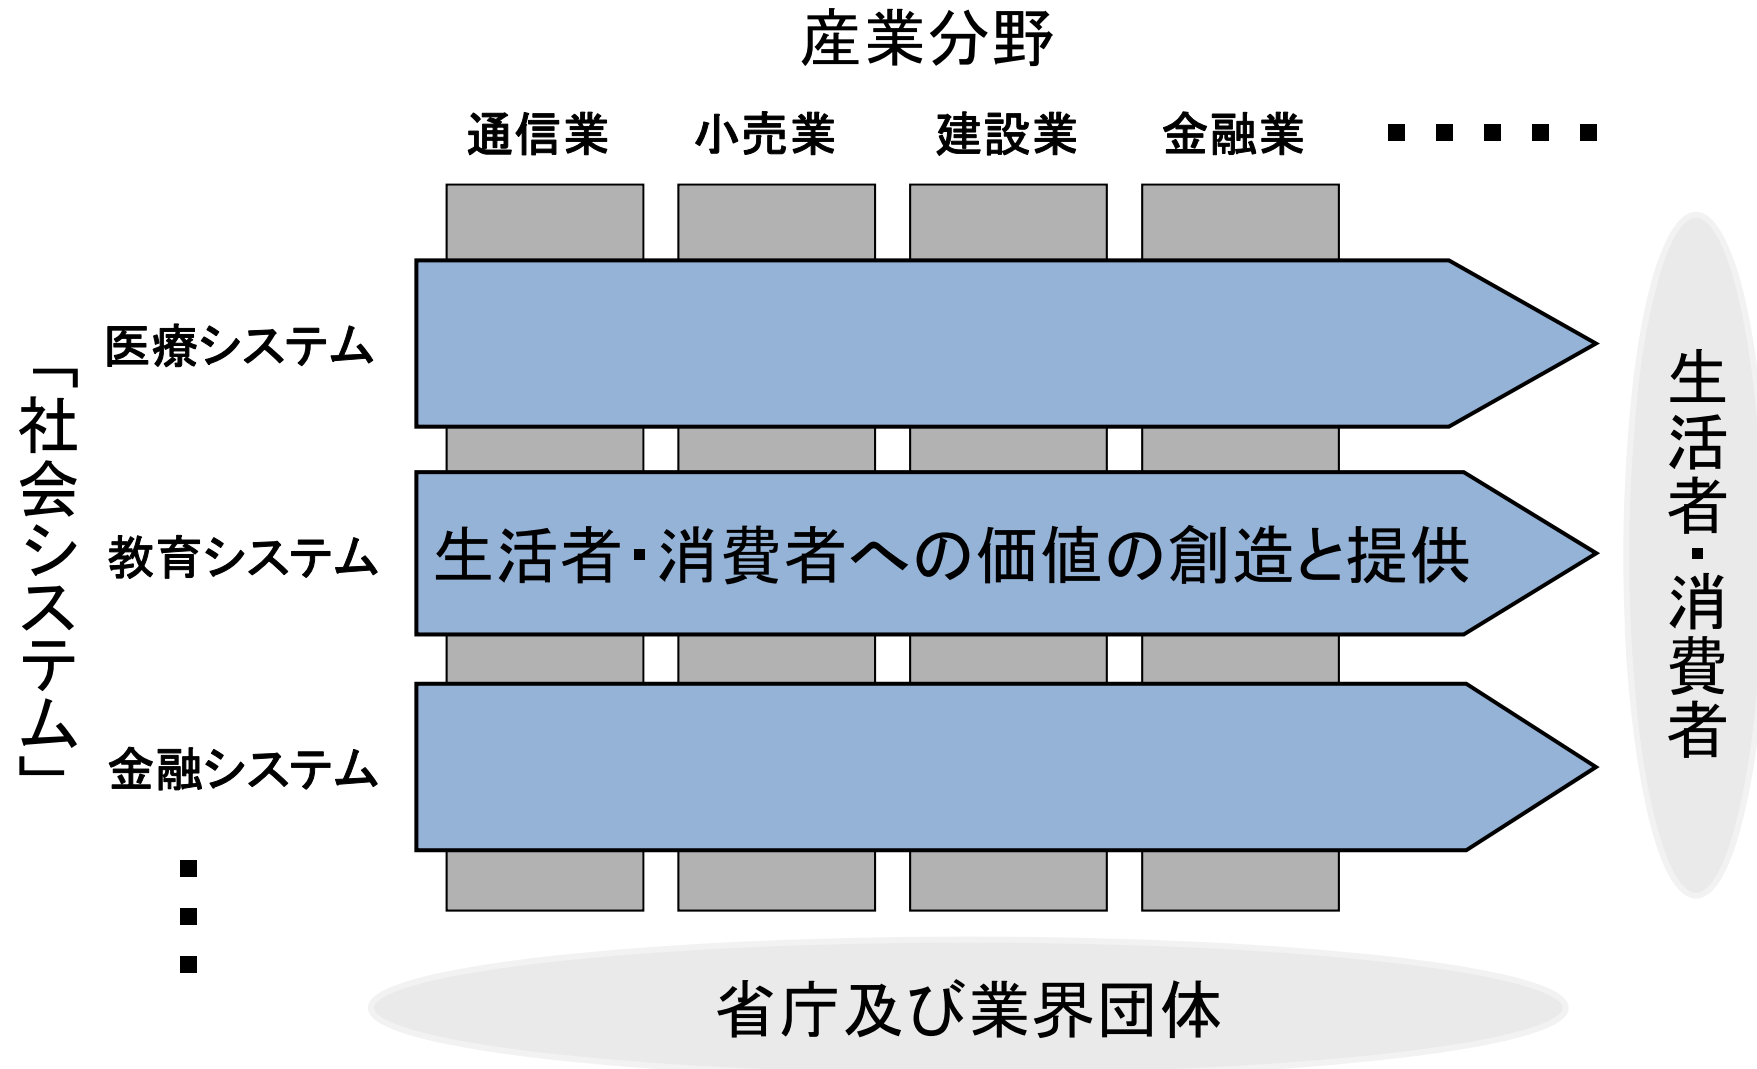 産業分野
通信業
小売業
建設業
金融業
・・・・・
「社会システム」
医療システム
教育システム
金融システム
・・・
生活者・消費者への価値の創造と提供
生活者・消費者
省庁及び業界団体